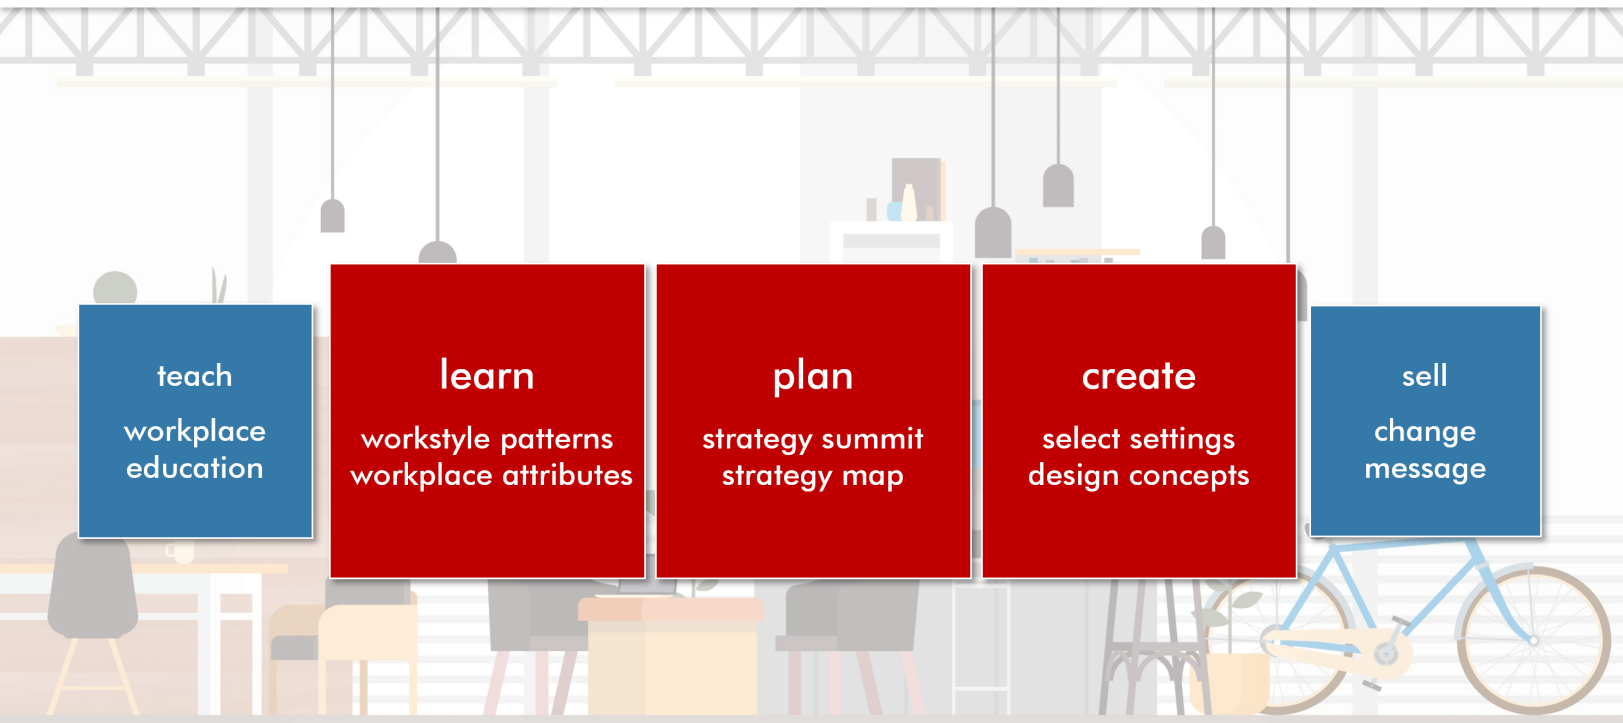 teach
workplace
education
learn
workstyle patterns
workplace attributes
plan
strategy summit
strategy map
create
select settings
design concepts
sell
change
message